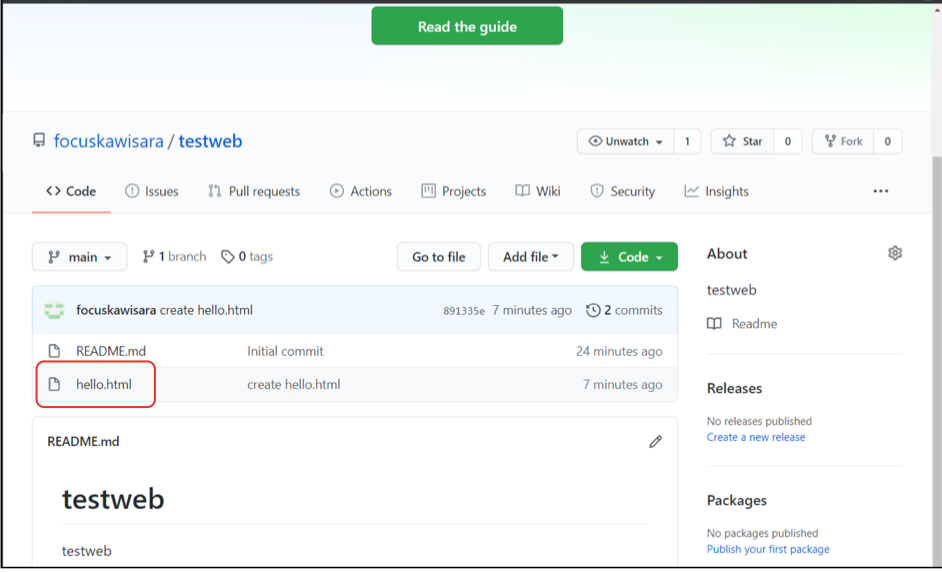 Read the guide
focuskawisara / testweb
Unwatch 1 Star 0 Fork 0
Code Issues Pull requests Actions Projects Wiki Security Insights
main 1 branch 0 tags Go to file Add file Code
focuskawisara create hello.html 891335e 7 minutes ago 2 commits
README.md Initial commit 24 minutes ago
hello.html create hello.html 7 minutes ago
README.md
testweb
testweb
About
testweb
Readme
Releases
No releases published
Create a new release
Packages
No packages published
Publish your first package